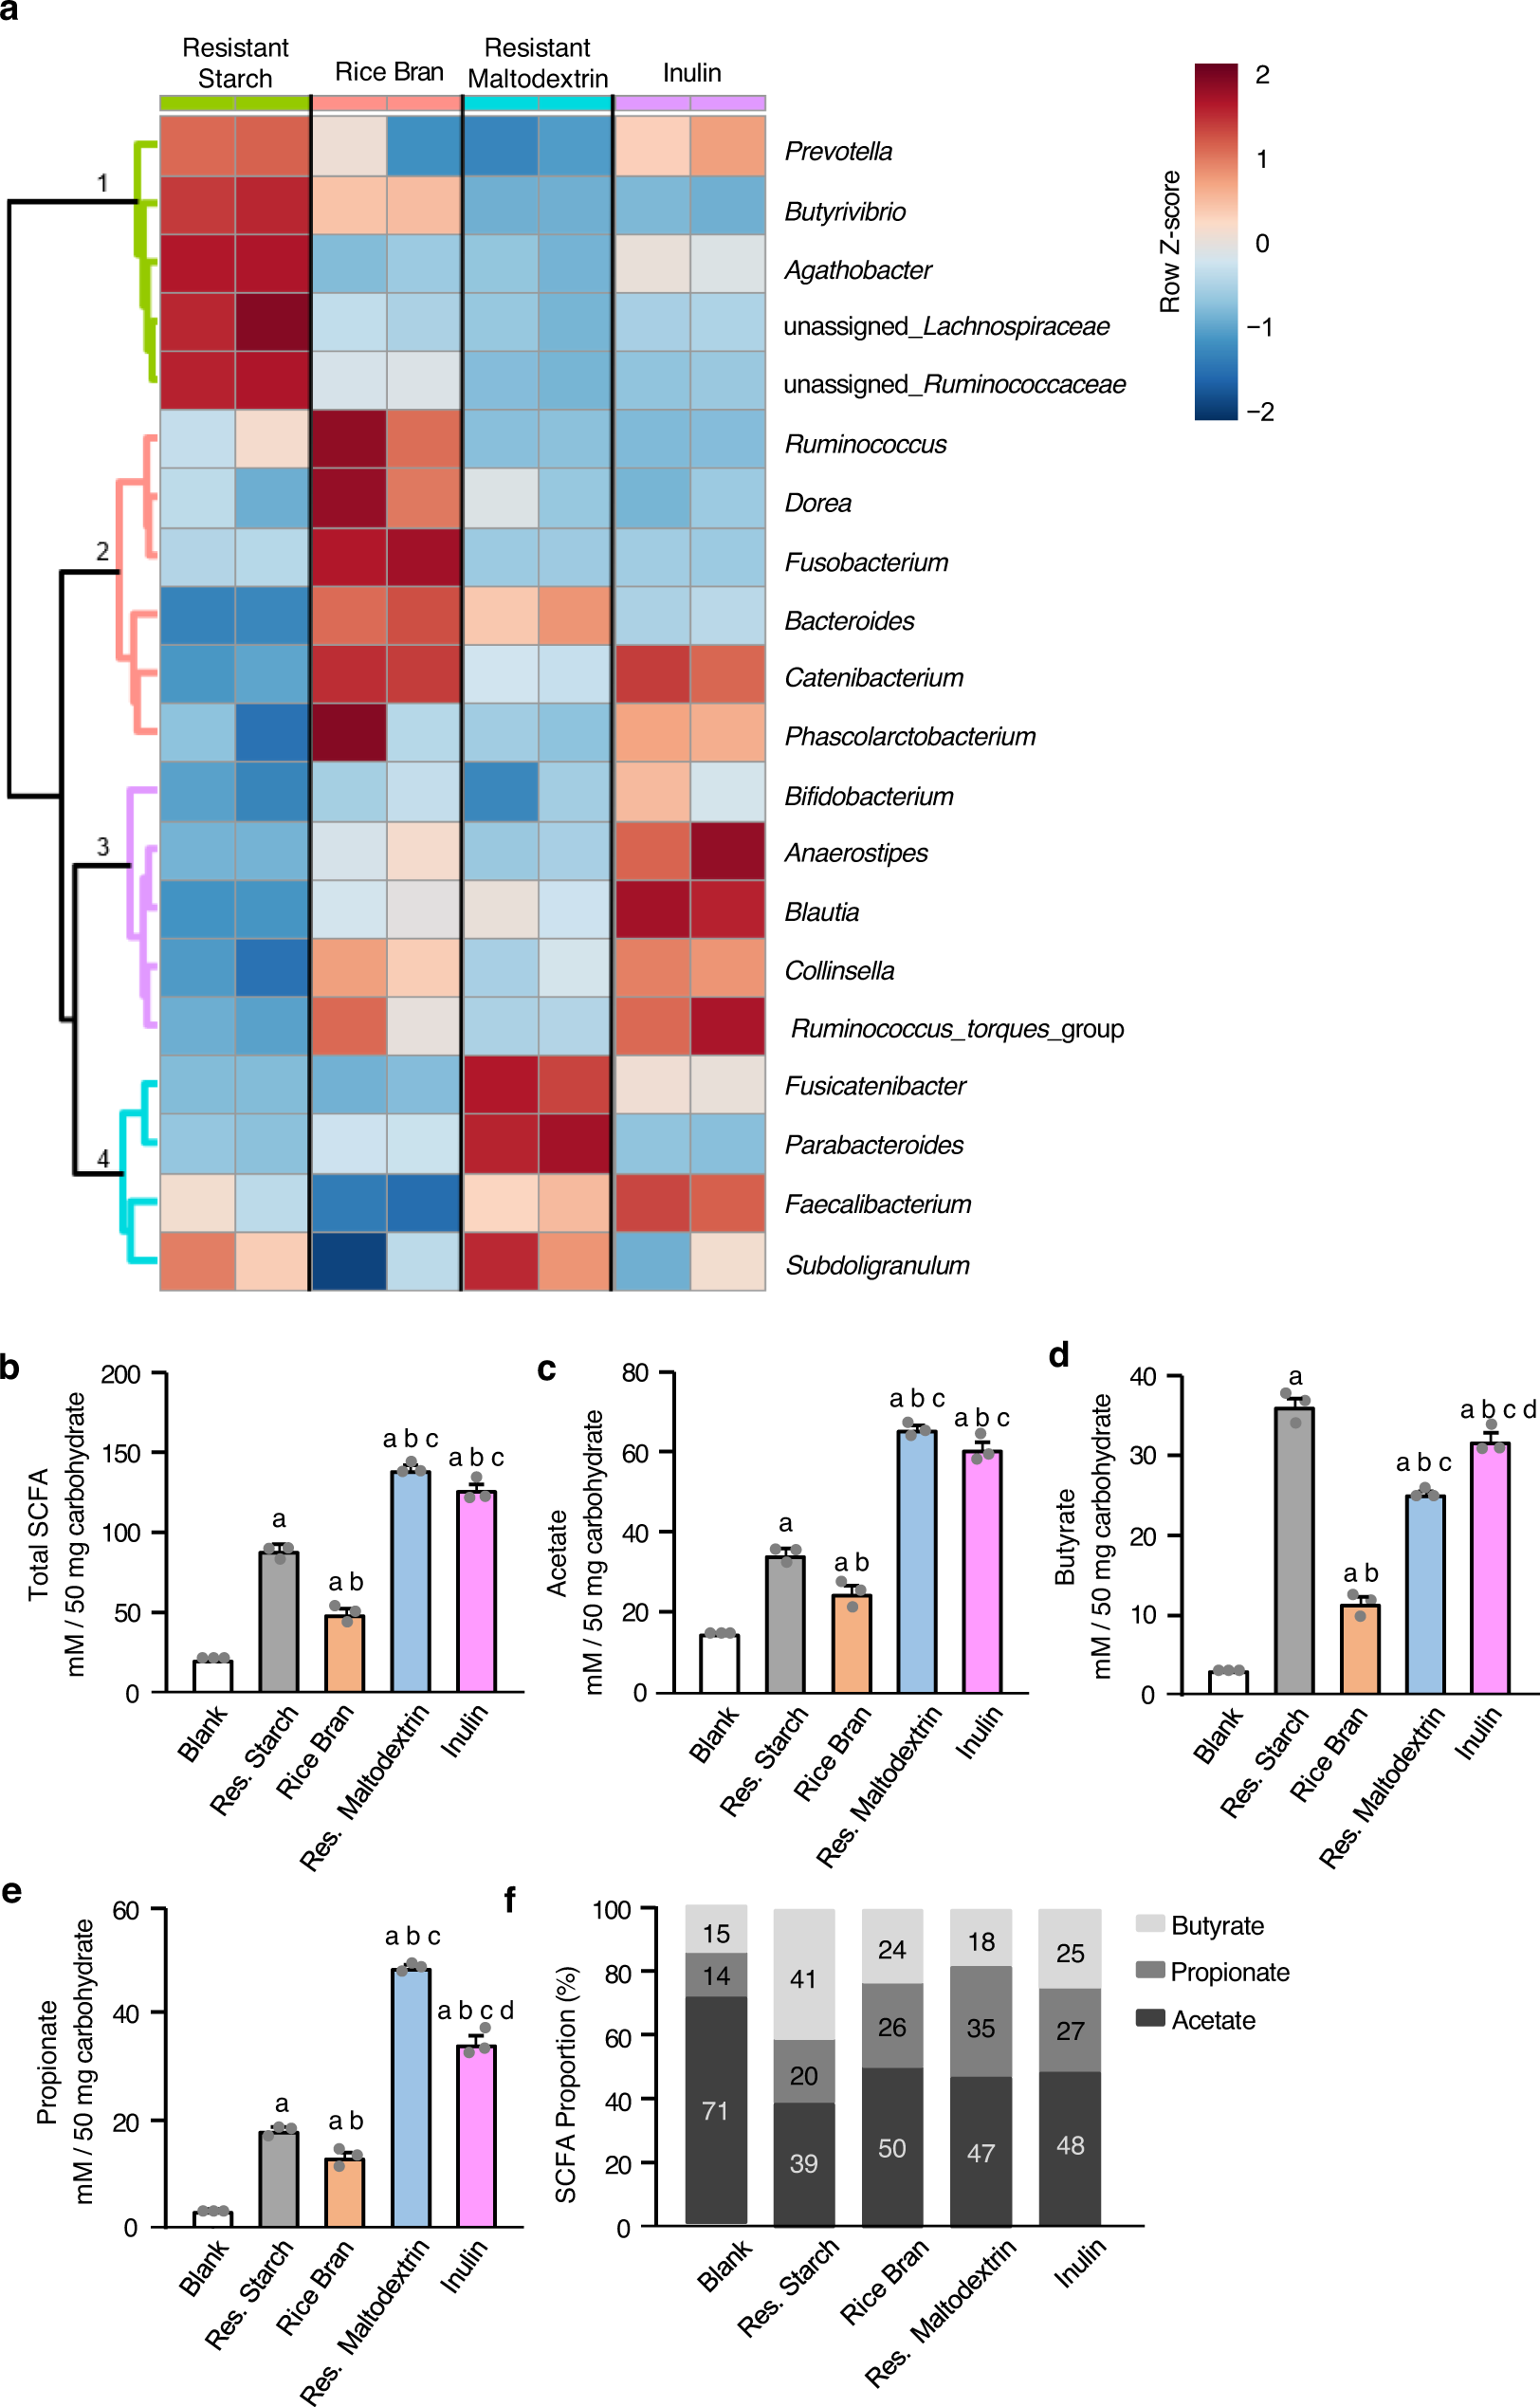 a
Resistant
Starch
Rice Bran
Resistant
Maltodextrin
Inulin
1
2
3
4
Prevotella
Butyrivibrio
Agathobacter
unassigned_Lachnospiraceae
unassigned_Ruminococcaceae
Ruminococcus
Dorea
Fusobacterium
Bacteroides
Catenibacterium
Phascolarctobacterium
Bifidobacterium
Anaerostipes
Blautia
Collinsella
Ruminococcus_torques_group
Fusicatenibacter
Parabacteroides
Faecalibacterium
Subdoligranulum
Row Z-score
2
1
0
−1
−2
b
Total SCFA
mM / 50 mg carbohydrate
200
150
100
50
0
a
a b
a b c
a b c
Blank
Res. Starch
Rice Bran
Res. Maltodextrin
Inulin
c
Acetate
mM / 50 mg carbohydrate
80
60
40
20
0
a
a b
a b c
a b c
Blank
Res. Starch
Rice Bran
Res. Maltodextrin
Inulin
d
Butyrate
mM / 50 mg carbohydrate
40
30
20
10
0
a
a b
a b c
a b c d
Blank
Res. Starch
Rice Bran
Res. Maltodextrin
Inulin
e
Propionate
mM / 50 mg carbohydrate
60
40
20
0
a
a b
a b c
a b c d
Blank
Res. Starch
Rice Bran
Res. Maltodextrin
Inulin
f
SCFA Proportion (%)
100
80
60
40
20
0
15
14
71
41
20
39
24
26
50
18
35
47
25
27
48
Blank
Res. Starch
Rice Bran
Res. Maltodextrin
Inulin
Butyrate
Propionate
Acetate